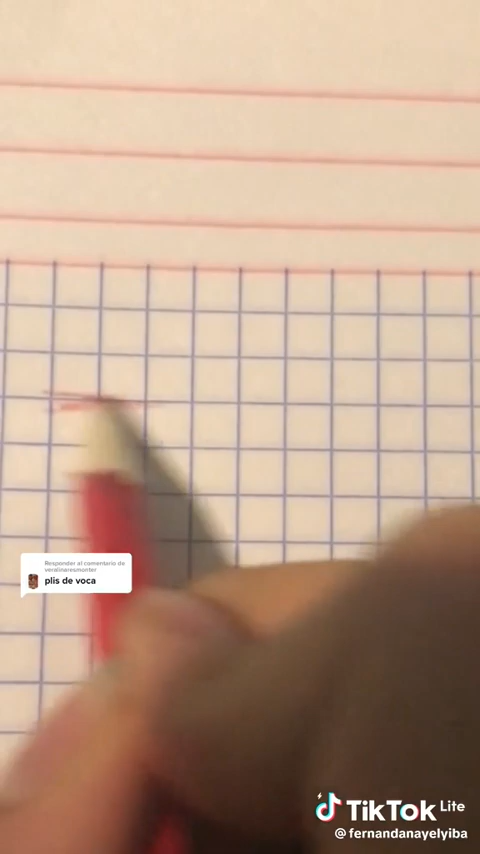 Responder al comentario de
veralinaresmonter
plis de voca
TikTok Lite
@fernandanayelyiba